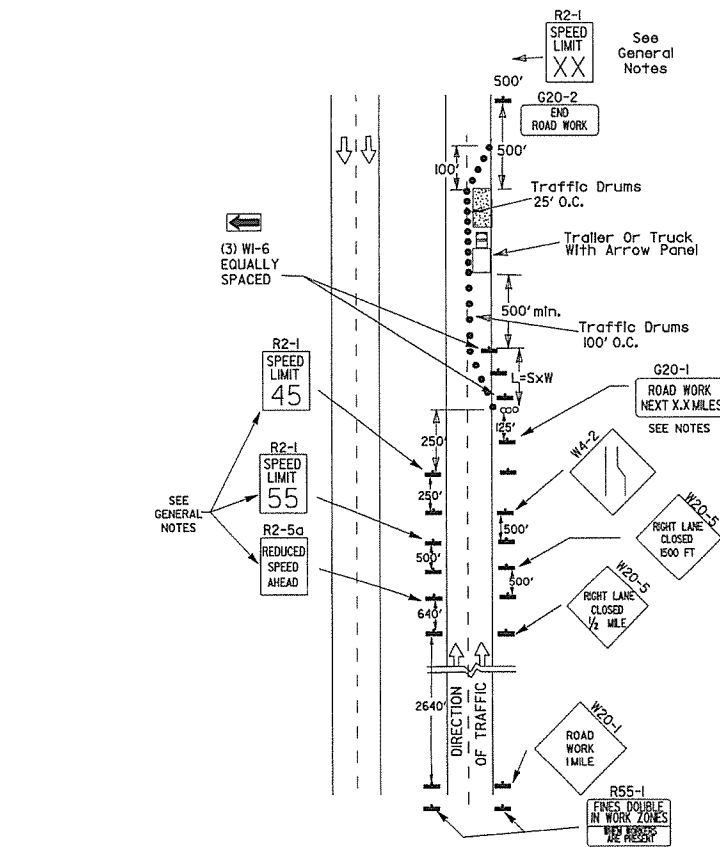 R2-1
SPEED
LIMIT
XX
See
General
Notes
500'
G20-2
END
ROAD WORK
500'
100'
Traffic Drums
25' O.C.
Trailer Or Truck
With Arrow Panel
(3) W1-6
EQUALLY
SPACED
500' min.
Traffic Drums
100' O.C.
R2-1
SPEED
LIMIT
45
L=SxW
G20-1
ROAD WORK
NEXT X.X MILES
SEE NOTES
125'
250'
W4-2
R2-1
SPEED
LIMIT
55
250'
SEE
GENERAL
NOTES
500'
W20-5
RIGHT LANE
CLOSED
1500 FT
R2-5a
REDUCED
SPEED
AHEAD
500'
500'
W20-5
RIGHT LANE
CLOSED
1/2 MILE
640'
2640'
DIRECTION
OF TRAFFIC
W20-1
ROAD
WORK
1 MILE
R55-1
FINES DOUBLE
IN WORK ZONES
WHEN WORKERS
ARE PRESENT